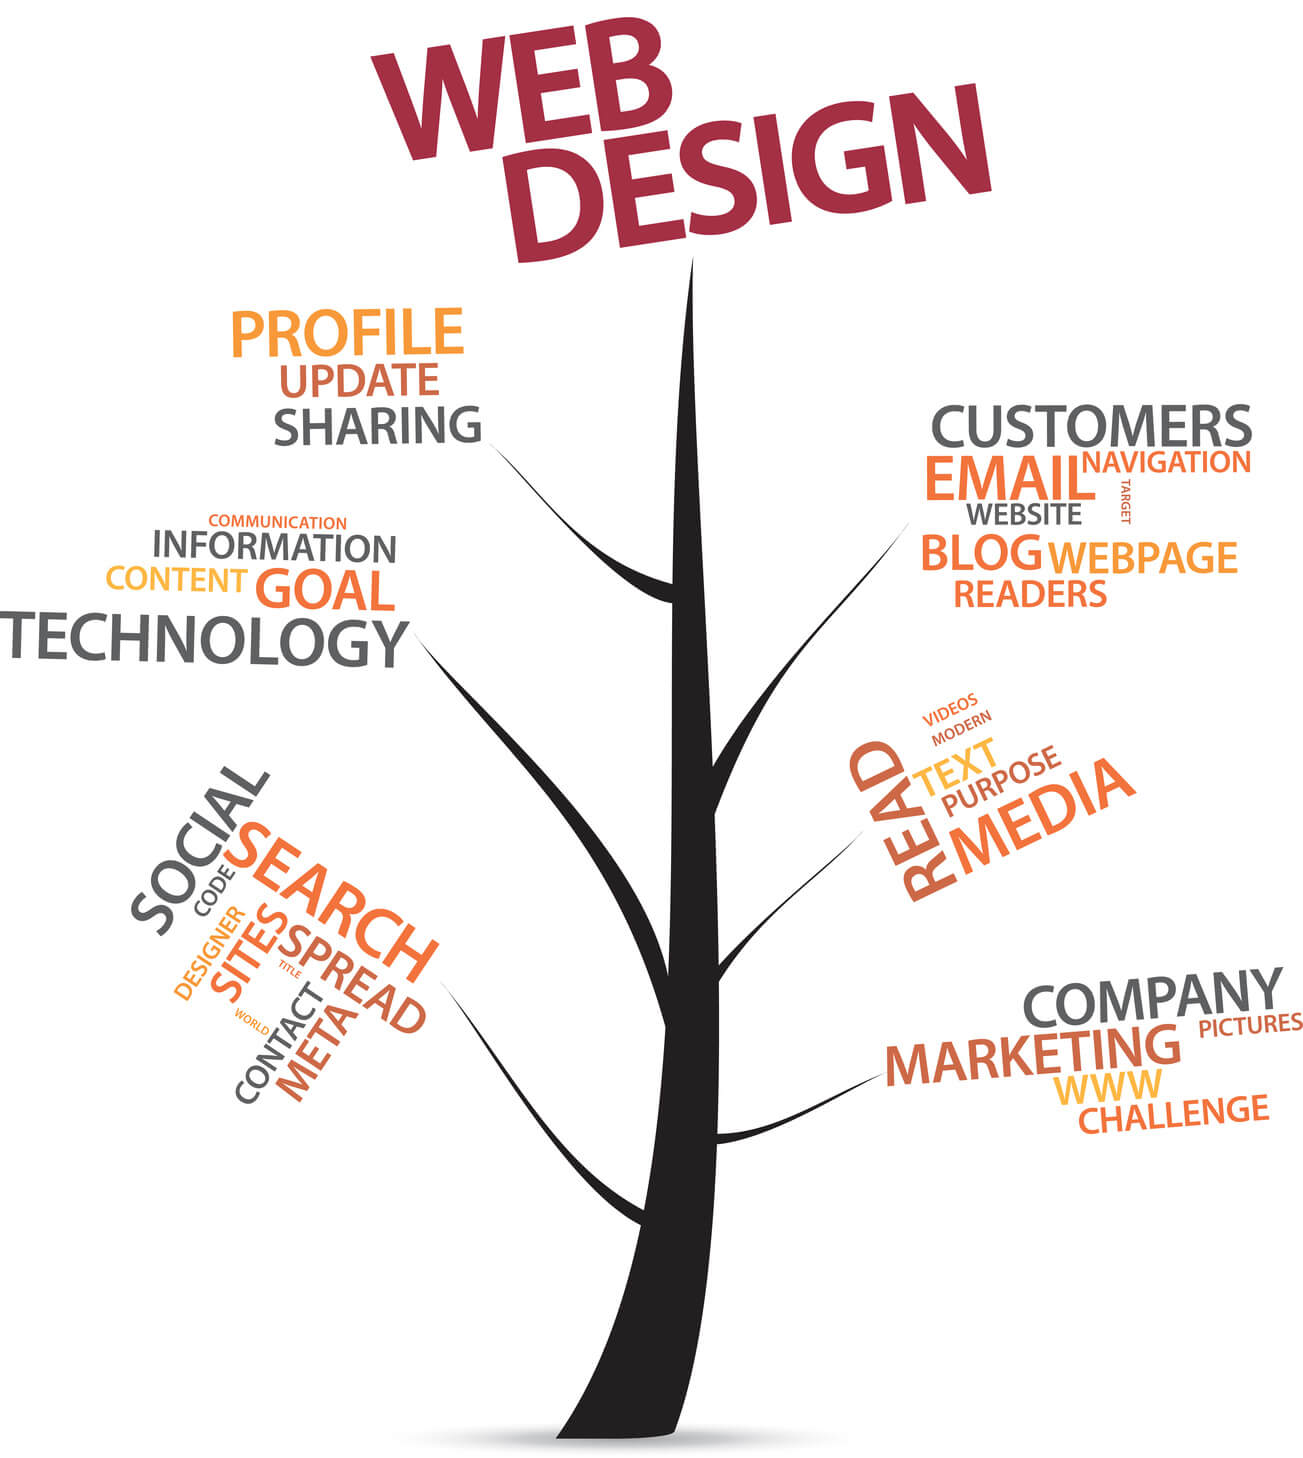 WEB
DESIGN
PROFILE
UPDATE
SHARING
CUSTOMERS
EMAIL NAVIGATION
WEBSITE TARGET
BLOG WEBPAGE
READERS
COMMUNICATION
INFORMATION
CONTENT GOAL
TECHNOLOGY
VIDEOS
MODERN
READ
TEXT
PURPOSE
MEDIA
SOCIAL
SEARCH
CODE
DESIGNER
SITES
SPREAD
TITLE
WORLD
CONTACT
META
COMPANY
PICTURES
MARKETING
WWW
CHALLENGE